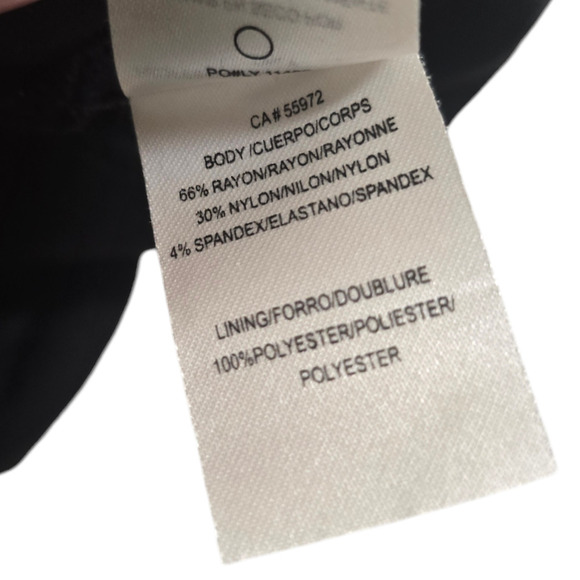 CA# 55972
BODY /CUERPO/CORPS
66% RAYON/RAYON/RAYONNE
30% NYLON/NILON/NYLON
4% SPANDEX/ELASTANO/SPANDEX
LINING/FORRO/DOUBLURE
100%POLYESTER/POLIESTER/
POLYESTER